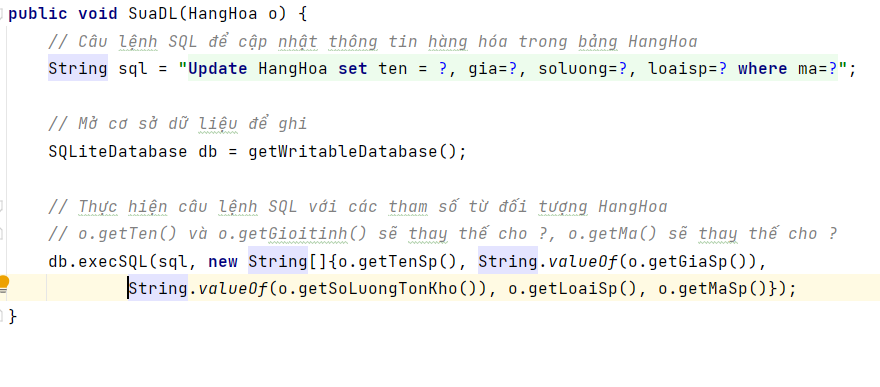 public void SuaDL(HangHoa o) {
// Câu lệnh SQL để cập nhật thông tin hàng hóa trong bảng HangHoa
String sql = "Update HangHoa set ten = ?, gia=?, soluong=?, loaisp=? where ma=?";
// Mở cơ sở dữ liệu để ghi
SQLiteDatabase db = getWritableDatabase();
// Thực hiện câu lệnh SQL với các tham số từ đối tượng HangHoa
// o.getTen() và o.getGioitinh() sẽ thay thế cho ?, o.getMa() sẽ thay thế cho ?
db.execSQL(sql, new String[]{o.getTenSp(), String.valueOf(o.getGiaSp()),
String.valueOf(o.getSoLuongTonKho()), o.getLoaiSp(), o.getMaSp()});
}